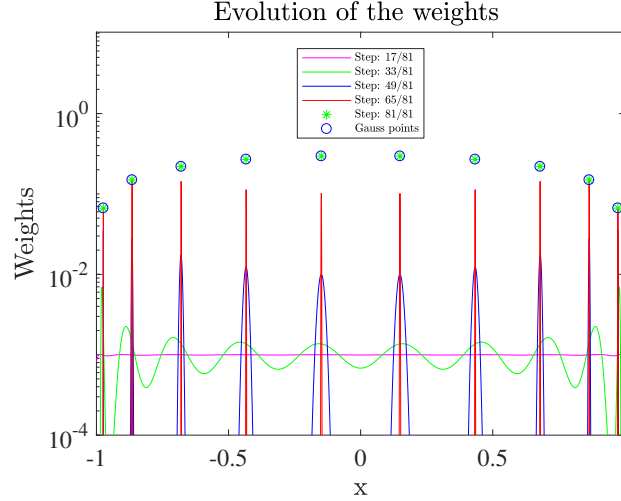 Evolution of the weights
Step: 17/81
Step: 33/81
Step: 49/81
Step: 65/81
Step: 81/81
Gauss points
Weights
10^0
10^-2
10^-4
-1
-0.5
0
0.5
x